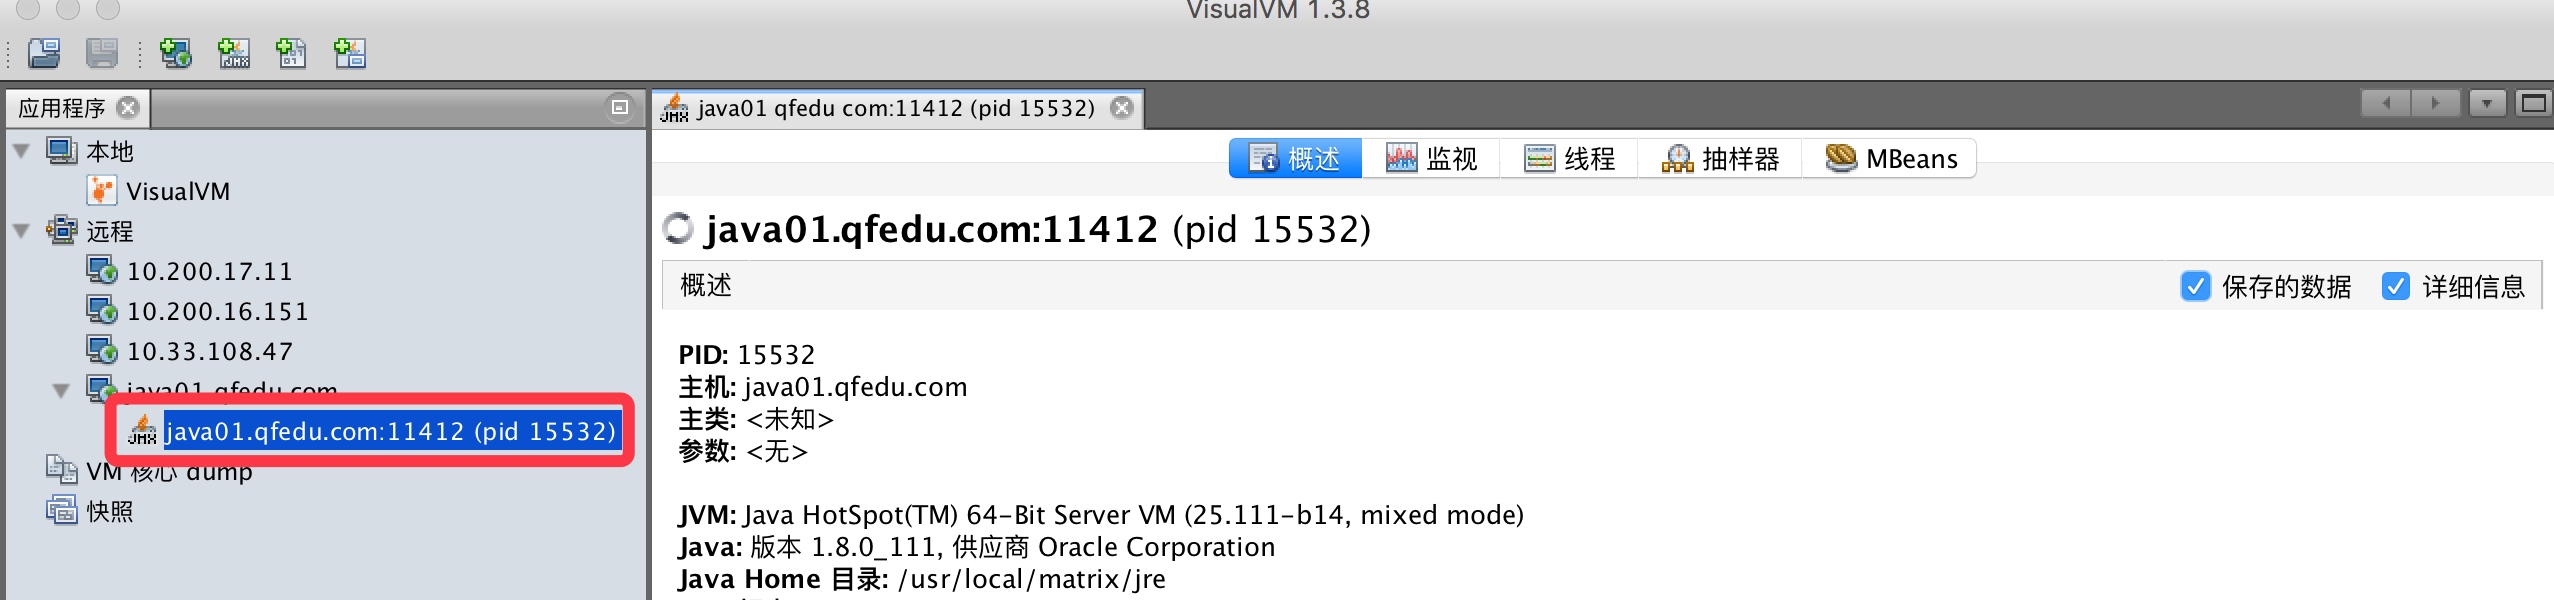 VisualVM 1.3.8
应用程序
本地
VisualVM
远程
10.200.17.11
10.200.16.151
10.33.108.47
java01.qfedu.com
JMX java01.qfedu.com:11412 (pid 15532)
VM 核心 dump
快照
JMX java01 qfedu com:11412 (pid 15532)
概述 监视 线程 抽样器 MBeans
java01.qfedu.com:11412 (pid 15532)
概述 保存的数据 详细信息
PID: 15532
主机: java01.qfedu.com
主类: <未知>
参数: <无>
JVM: Java HotSpot(TM) 64-Bit Server VM (25.111-b14, mixed mode)
Java: 版本 1.8.0_111, 供应商 Oracle Corporation
Java Home 目录: /usr/local/matrix/jre